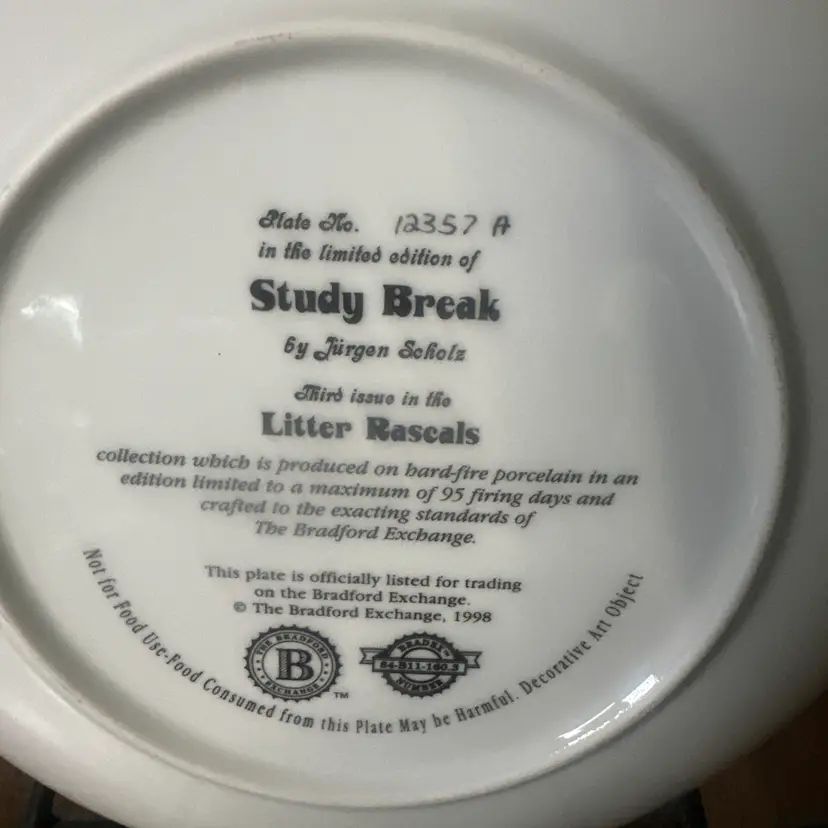 Plate No. 12357 A
in the limited edition of
Study Break
by Jürgen Scholz
Third issue in the
Litter Rascals
collection which is produced on hard-fire porcelain in an
edition limited to a maximum of 95 firing days and
crafted to the exacting standards of
The Bradford Exchange.
This plate is officially listed for trading
on the Bradford Exchange.
© The Bradford Exchange, 1998
THE BRADFORD
B
EXCHANGE
TM
BRADEX™
84-B11-160.3
NUMBER
Not for Food Use-Food Consumed from this Plate May be Harmful. Decorative Art Object